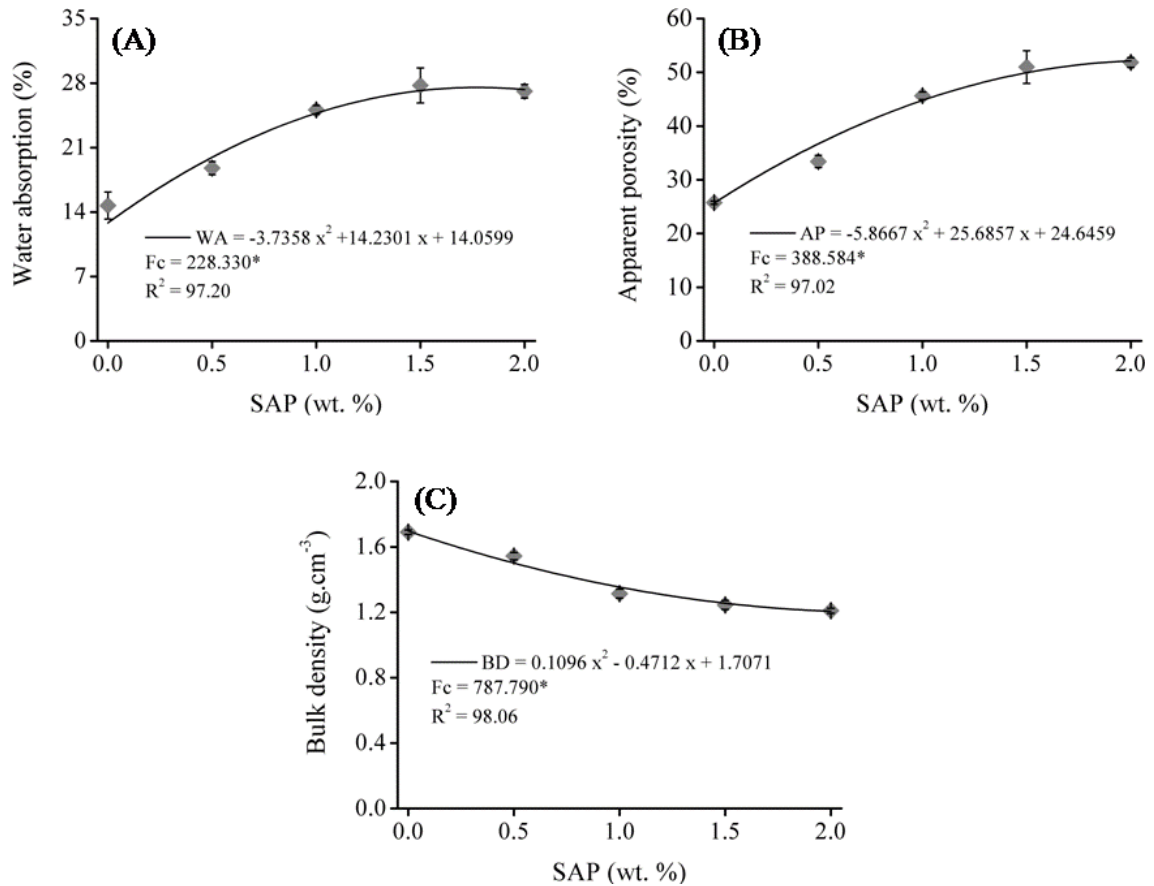 (A)
Water absorption (%)
35
28
21
14
7
0
WA = -3.7358 x² +14.2301 x + 14.0599
Fc = 228.330*
R² = 97.20
0.0 0.5 1.0 1.5 2.0
SAP (wt. %)
(B)
Apparent porosity (%)
60
50
40
30
20
10
0
AP = -5.8667 x² + 25.6857 x + 24.6459
Fc = 388.584*
R² = 97.02
0.0 0.5 1.0 1.5 2.0
SAP (wt. %)
(C)
Bulk density (g.cm⁻³)
2.0
1.6
1.2
0.8
0.4
0.0
BD = 0.1096 x² - 0.4712 x + 1.7071
Fc = 787.790*
R² = 98.06
0.0 0.5 1.0 1.5 2.0
SAP (wt. %)